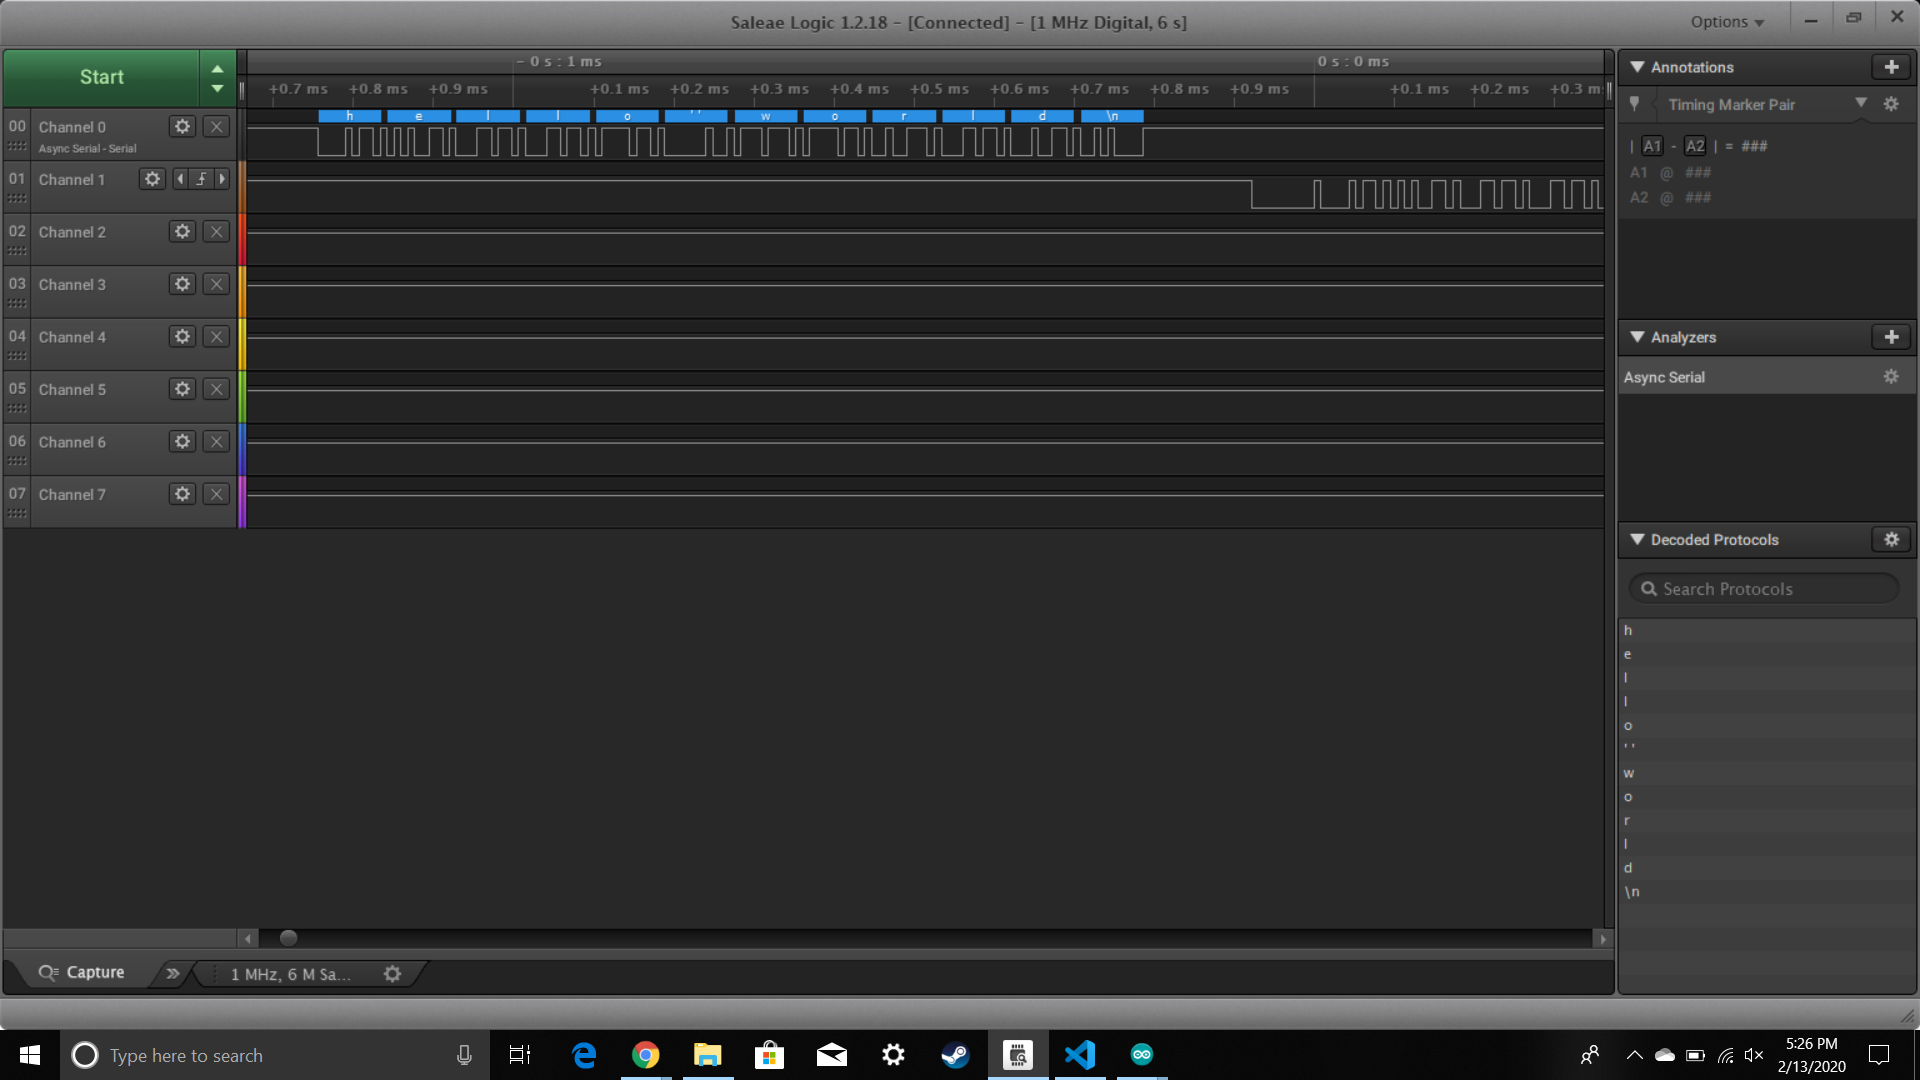 Saleae Logic 1.2.18 - [Connected] - [1 MHz Digital, 6 s]
Options
Start
- 0 s : 1 ms
0 s : 0 ms
+0.7 ms +0.8 ms +0.9 ms +0.1 ms +0.2 ms +0.3 ms +0.4 ms +0.5 ms +0.6 ms +0.7 ms +0.8 ms +0.9 ms +0.1 ms +0.2 ms +0.3 m
h e l l o ' ' w o r l d \n
00 Channel 0
Async Serial - Serial
01 Channel 1
02 Channel 2
03 Channel 3
04 Channel 4
05 Channel 5
06 Channel 6
07 Channel 7
Annotations
Timing Marker Pair
| A1 - A2 | = ###
A1 @ ###
A2 @ ###
Analyzers
Async Serial
Decoded Protocols
Search Protocols
h
e
l
l
o
' '
w
o
r
l
d
\n
Capture
1 MHz, 6 M Sa...
Type here to search
5:26 PM
2/13/2020